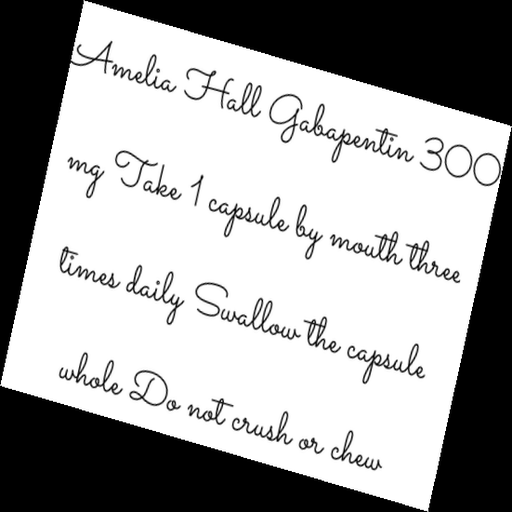 Amelia Hall Gabapentin 300
mg Take 1 capsule by mouth three
times daily Swallow the capsule
whole Do not crush or chew